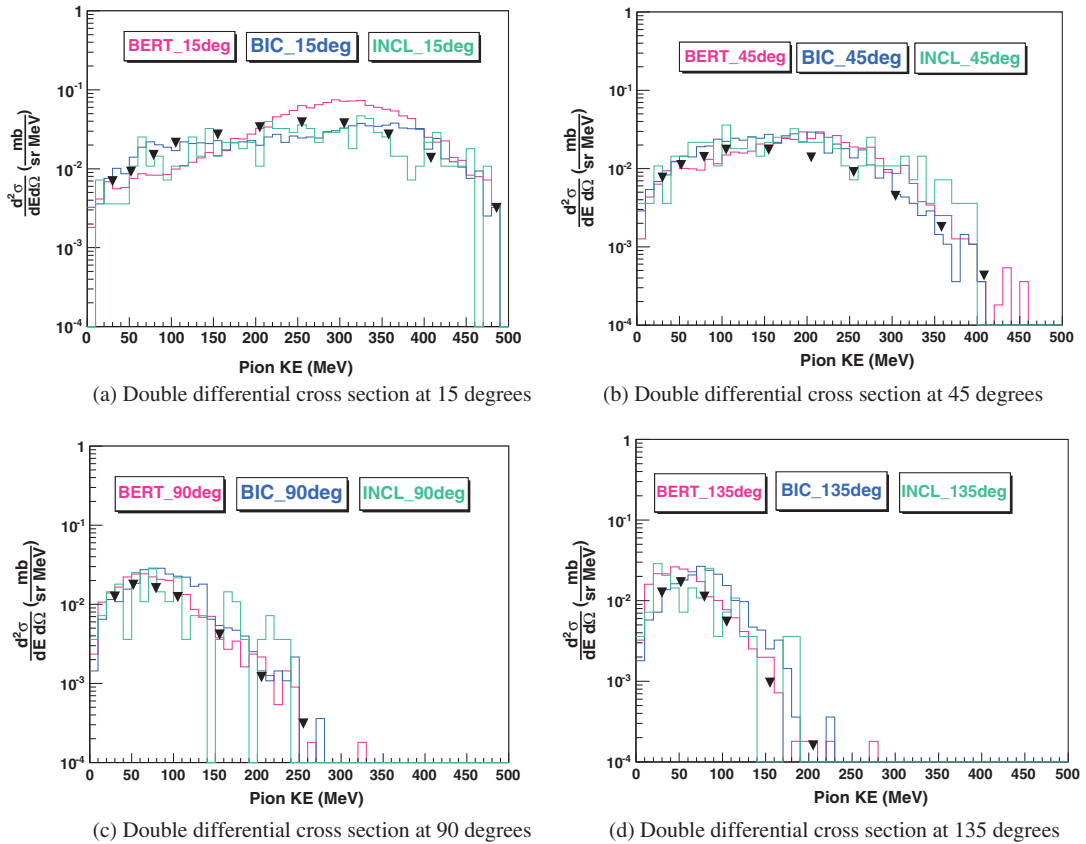 1
10⁻¹
10⁻²
10⁻³
10⁻⁴
d²σ / dEdΩ ( mb / sr MeV )
BERT_15deg BIC_15deg INCL_15deg
0 50 100 150 200 250 300 350 400 450 500
Pion KE (MeV)
(a) Double differential cross section at 15 degrees
1
10⁻¹
10⁻²
10⁻³
10⁻⁴
d²σ / dE dΩ ( mb / sr MeV )
BERT_45deg BIC_45deg INCL_45deg
0 50 100 150 200 250 300 350 400 450 500
Pion KE (MeV)
(b) Double differential cross section at 45 degrees
1
10⁻¹
10⁻²
10⁻³
10⁻⁴
d²σ / dE dΩ ( mb / sr MeV )
BERT_90deg BIC_90deg INCL_90deg
0 50 100 150 200 250 300 350 400 450 500
Pion KE (MeV)
(c) Double differential cross section at 90 degrees
1
10⁻¹
10⁻²
10⁻³
10⁻⁴
d²σ / dE dΩ ( mb / sr MeV )
BERT_135deg BIC_135deg INCL_135deg
0 50 100 150 200 250 300 350 400 450 500
Pion KE (MeV)
(d) Double differential cross section at 135 degrees